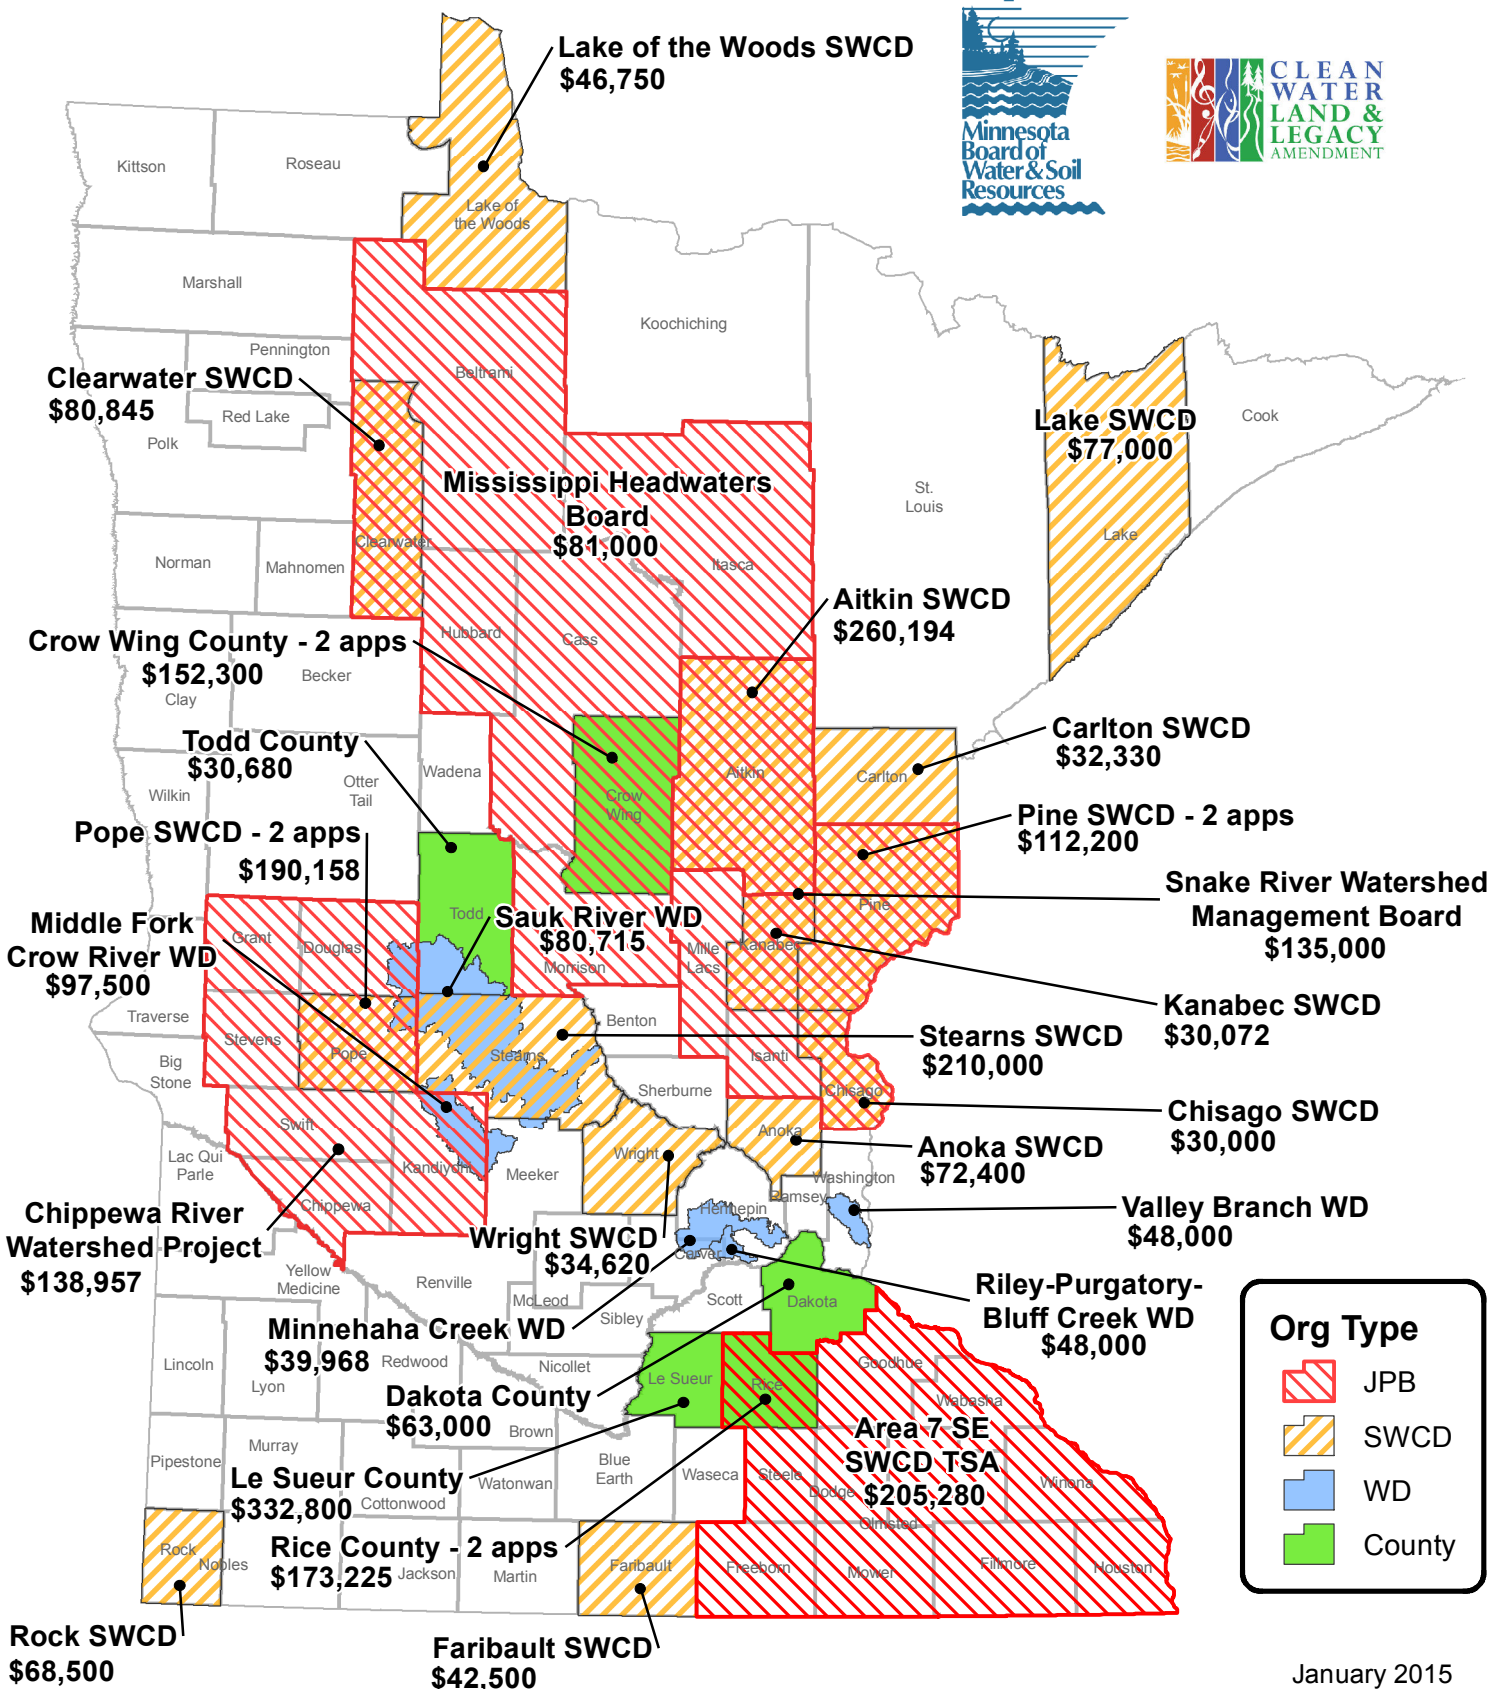 Lake of the Woods SWCD
$46,750
Minnesota
Board of
Water & Soil
Resources
CLEAN
WATER
LAND &
LEGACY
AMENDMENT
Kittson
Roseau
Lake of
the Woods
Marshall
Koochiching
Pennington
Beltrami
Clearwater SWCD
$80,845
Red Lake
Polk
Lake SWCD
$77,000
Cook
Mississippi Headwaters
Board
$81,000
St.
Louis
Lake
Clearwater
Itasca
Norman
Mahnomen
Aitkin SWCD
$260,194
Hubbard
Cass
Crow Wing County - 2 apps
$152,300
Becker
Clay
Carlton SWCD
$32,330
Todd County
$30,680
Wadena
Aitkin
Carlton
Otter
Tail
Wilkin
Crow
Wing
Pine SWCD - 2 apps
$112,200
Pope SWCD - 2 apps
$190,158
Snake River Watershed
Management Board
$135,000
Pine
Todd
Sauk River WD
$80,715
Middle Fork
Crow River WD
$97,500
Grant
Douglas
Morrison
Mille
Lacs
Kanabec
Kanabec SWCD
$30,072
Traverse
Benton
Stearns SWCD
$210,000
Stevens
Pope
Stearns
Isanti
Big
Stone
Sherburne
Chisago
Chisago SWCD
$30,000
Swift
Anoka
Anoka SWCD
$72,400
Wright
Lac Qui
Parle
Kandiyohi
Meeker
Washington
Ramsey
Chippewa
Hennepin
Valley Branch WD
$48,000
Chippewa River
Watershed Project
$138,957
Wright SWCD
$34,620
Carver
Yellow
Medicine
Renville
Riley-Purgatory-
Bluff Creek WD
$48,000
McLeod
Scott
Dakota
Sibley
Minnehaha Creek WD
$39,968
Org Type
JPB
SWCD
WD
County
Lincoln
Lyon
Redwood
Nicollet
Le Sueur
Rice
Goodhue
Wabasha
Dakota County
$63,000
Area 7 SE
SWCD TSA
$205,280
Brown
Murray
Pipestone
Blue
Earth
Waseca
Steele
Dodge
Winona
Le Sueur County
$332,800
Watonwan
Cottonwood
Olmsted
Rice County - 2 apps
$173,225
Rock
Nobles
Jackson
Martin
Faribault
Freeborn
Mower
Fillmore
Houston
Rock SWCD
$68,500
Faribault SWCD
$42,500
January 2015